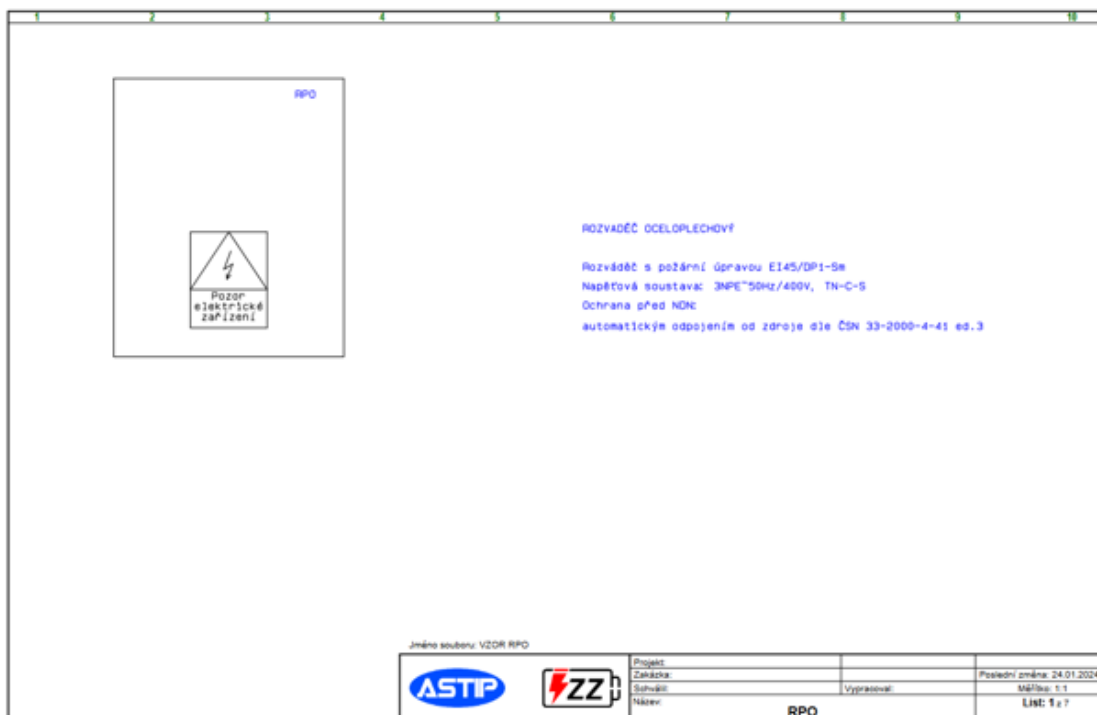 1 2 3 4 5 6 7 8 9 10
RPO
Pozor
elektrické
zařízení
ROZVADĚČ OCELOPLECHOVÝ
Rozváděč s požární úpravou EI45/DP1-Sm
Napěťová soustava: 3NPE~50Hz/400V, TN-C-S
Ochrana před NDN:
automatickým odpojením od zdroje dle ČSN 33-2000-4-41 ed.3
Jméno souboru: VZOR RPO
ASTIP
ZZ
Projekt:
Zakázka:
Poslední změna: 24.01.2024
Schválil:
Vypracoval:
Měřítko: 1:1
Název:
RPO
List: 1 z 7